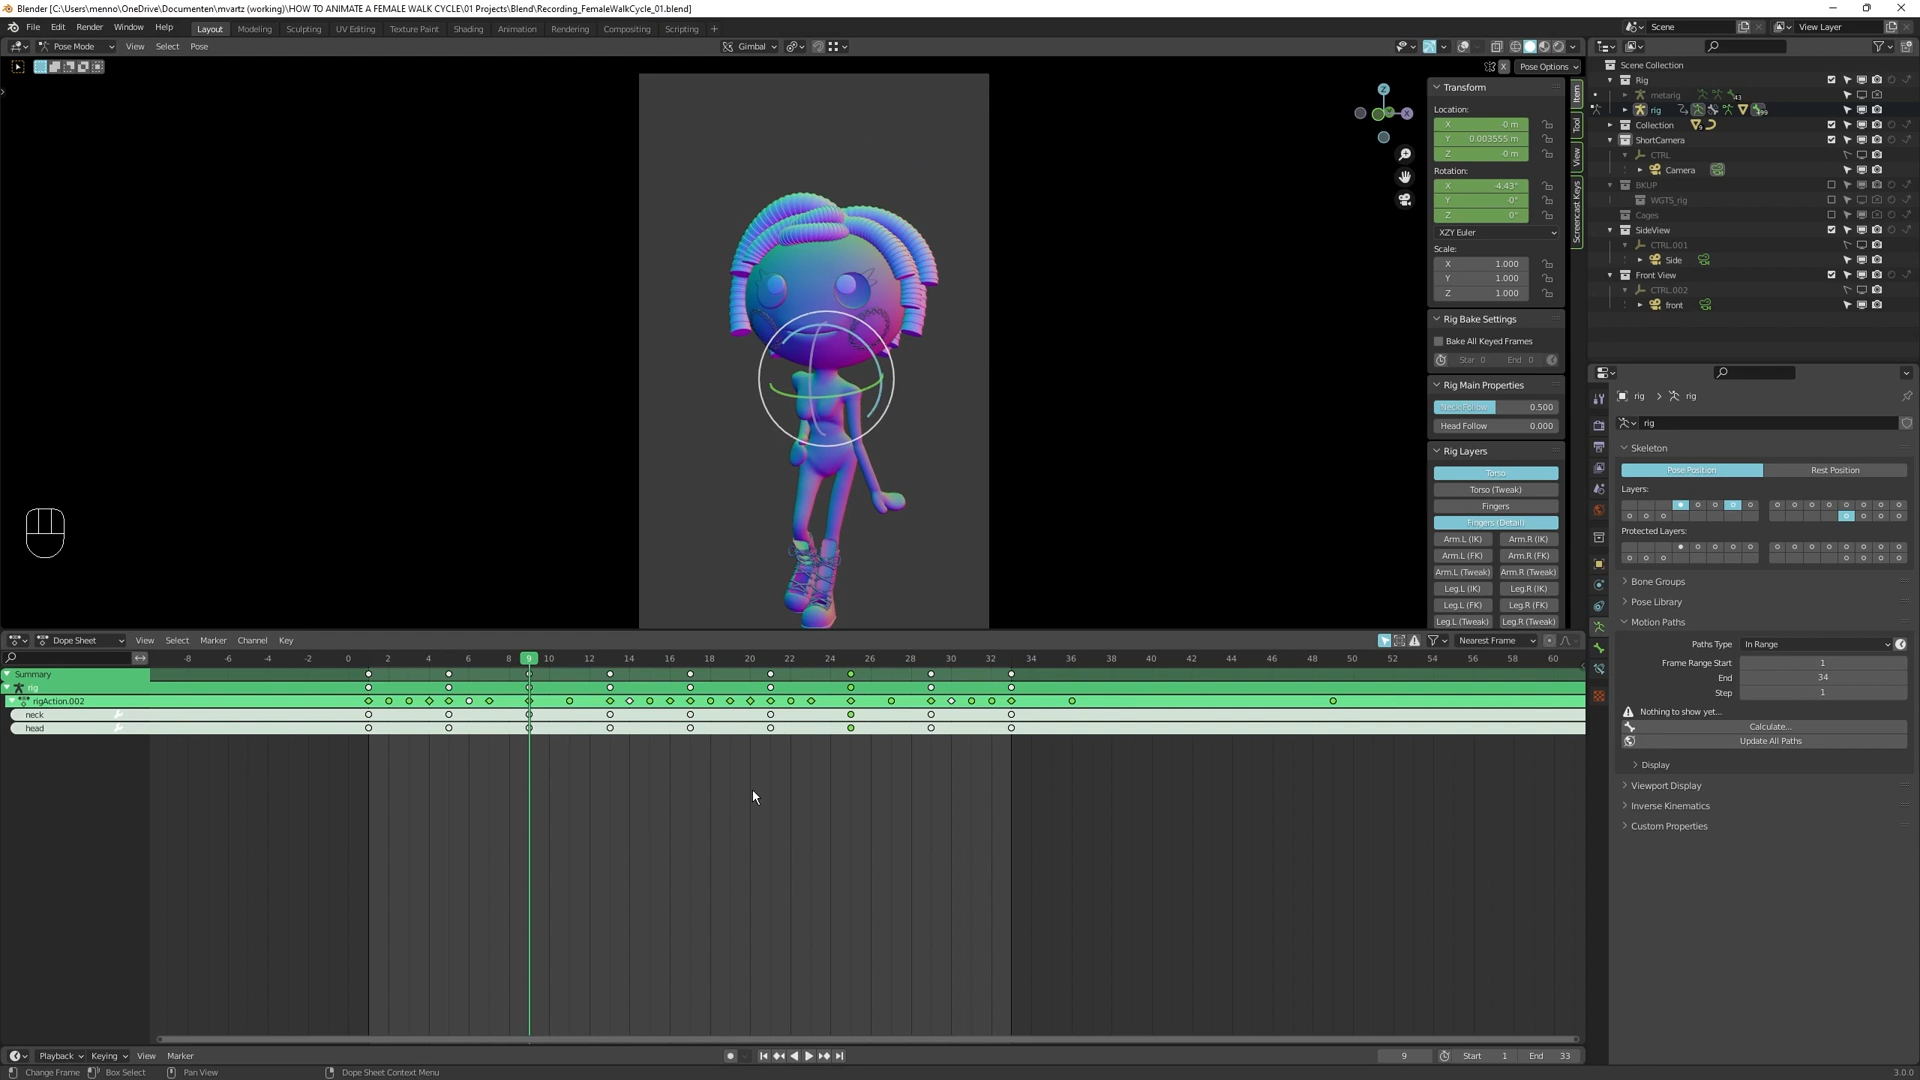 Blender [C:\Users\menno\OneDrive\Documenten\mvartz (working)\HOW TO ANIMATE A FEMALE WALK CYCLE\01 Projects\Blend\Recording_FemaleWalkCycle_01.blend]
File Edit Render Window Help Layout Modeling Sculpting UV Editing Texture Paint Shading Animation Rendering Compositing Scripting + Scene View Layer
Pose Mode View Select Pose Gimbal
X Pose Options
Scene Collection
Rig
metarig 43
rig
Collection 9
ShortCamera
CTRL
Camera
BKUP
WGTS_rig
Cages
SideView
CTRL.001
Side
Front View
CTRL.002
front
Z
Item
Tool
View
Screencast Keys
Transform
Location:
X -0 m
Y 0.003555 m
Z -0 m
Rotation:
X -4.43°
Y -0°
Z 0°
XZY Euler
Scale:
X 1.000
Y 1.000
Z 1.000
Rig Bake Settings
Bake All Keyed Frames
Star 0 End 0
Rig Main Properties
Neck Follow 0.500
Head Follow 0.000
Rig Layers
Torso
Torso (Tweak)
Fingers
Fingers (Detail)
Arm.L (IK) Arm.R (IK)
Arm.L (FK) Arm.R (FK)
Arm.L (Tweak) Arm.R (Tweak)
Leg.L (IK) Leg.R (IK)
Leg.L (FK) Leg.R (FK)
Leg.L (Tweak) Leg.R (Tweak)
rig > rig
rig
Skeleton
Pose Position Rest Position
Layers:
Protected Layers:
Bone Groups
Pose Library
Motion Paths
Paths Type In Range
Frame Range Start 1
End 34
Step 1
Nothing to show yet...
Calculate...
Update All Paths
Display
Viewport Display
Inverse Kinematics
Custom Properties
Dope Sheet View Select Marker Channel Key Nearest Frame
-8 -6 -4 -2 0 2 4 6 8 9 10 12 14 16 18 20 22 24 26 28 30 32 34 36 38 40 42 44 46 48 50 52 54 56 58 60
Summary
rig
rigAction.002
neck
head
Playback Keying View Marker 9 Start 1 End 33
Change Frame Box Select Pan View Dope Sheet Context Menu 3.0.0